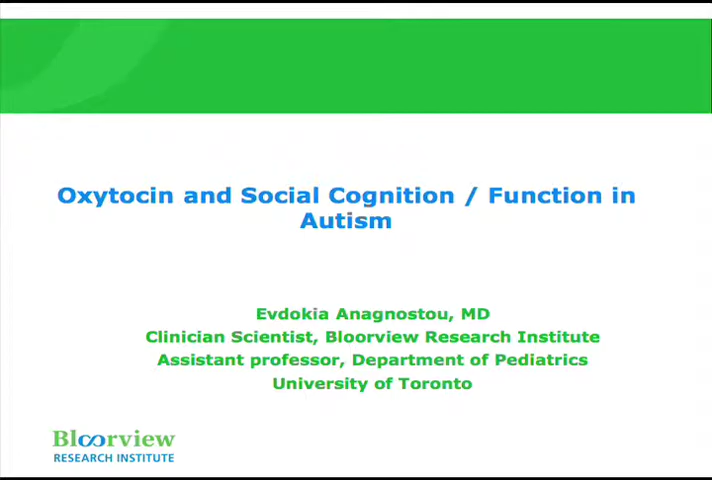 Oxytocin and Social Cognition / Function in
Autism
Evdokia Anagnostou, MD
Clinician Scientist, Bloorview Research Institute
Assistant professor, Department of Pediatrics
University of Toronto
Bloorview
RESEARCH INSTITUTE